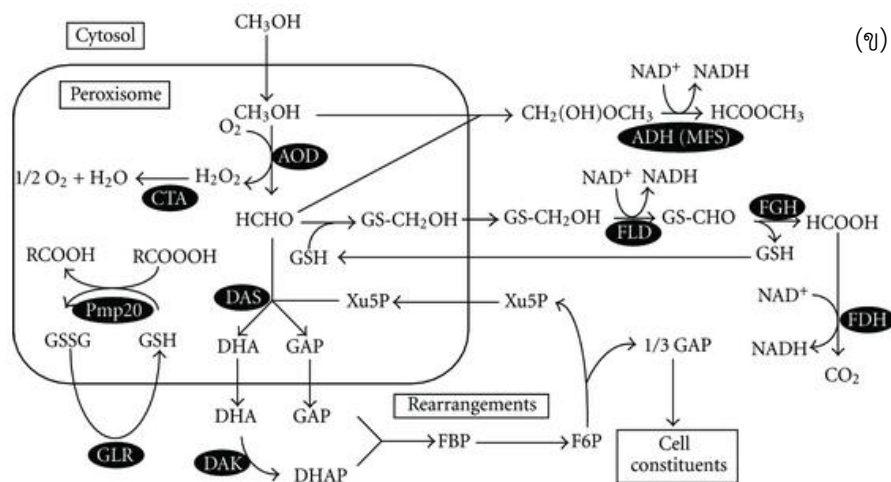 Cytosol
CH₃OH
(ข)
Peroxisome
NAD⁺ NADH
CH₃OH
CH₂(OH)OCH₃ HCOOCH₃
O₂
ADH (MFS)
AOD
1/2 O₂ + H₂O H₂O₂
CTA
NAD⁺ NADH
FGH
HCHO GS-CH₂OH GS-CH₂OH GS-CHO HCOOH
FLD
RCOOH RCOOOH
GSH GSH
Pmp20
DAS Xu5P Xu5P
NAD⁺
FDH
GSSG GSH
DHA GAP
1/3 GAP
NADH
CO₂
DHA GAP
Rearrangements
GLR
DAK
DHAP
FBP F6P
Cell
constituents